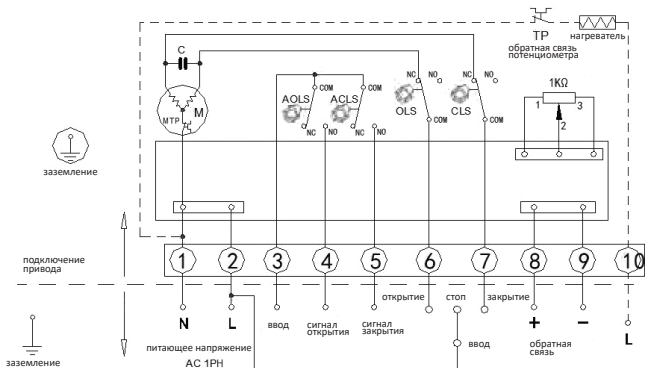 TP
нагреватель
обратная связь
потенциометра
C
NC
NO
NC
NO
COM
COM
AOLS
ACLS
OLS
CLS
1KΩ
1
3
2
M
MTP
NC
NO
NC
NO
COM
COM
заземление
подключение
привода
1
2
3
4
5
6
7
8
9
10
открытие
стоп
закрытие
N
L
ввод
сигнал
открытия
сигнал
закрытия
ввод
+
−
обратная
связь
L
питающее напряжение
AC 1PH
заземление